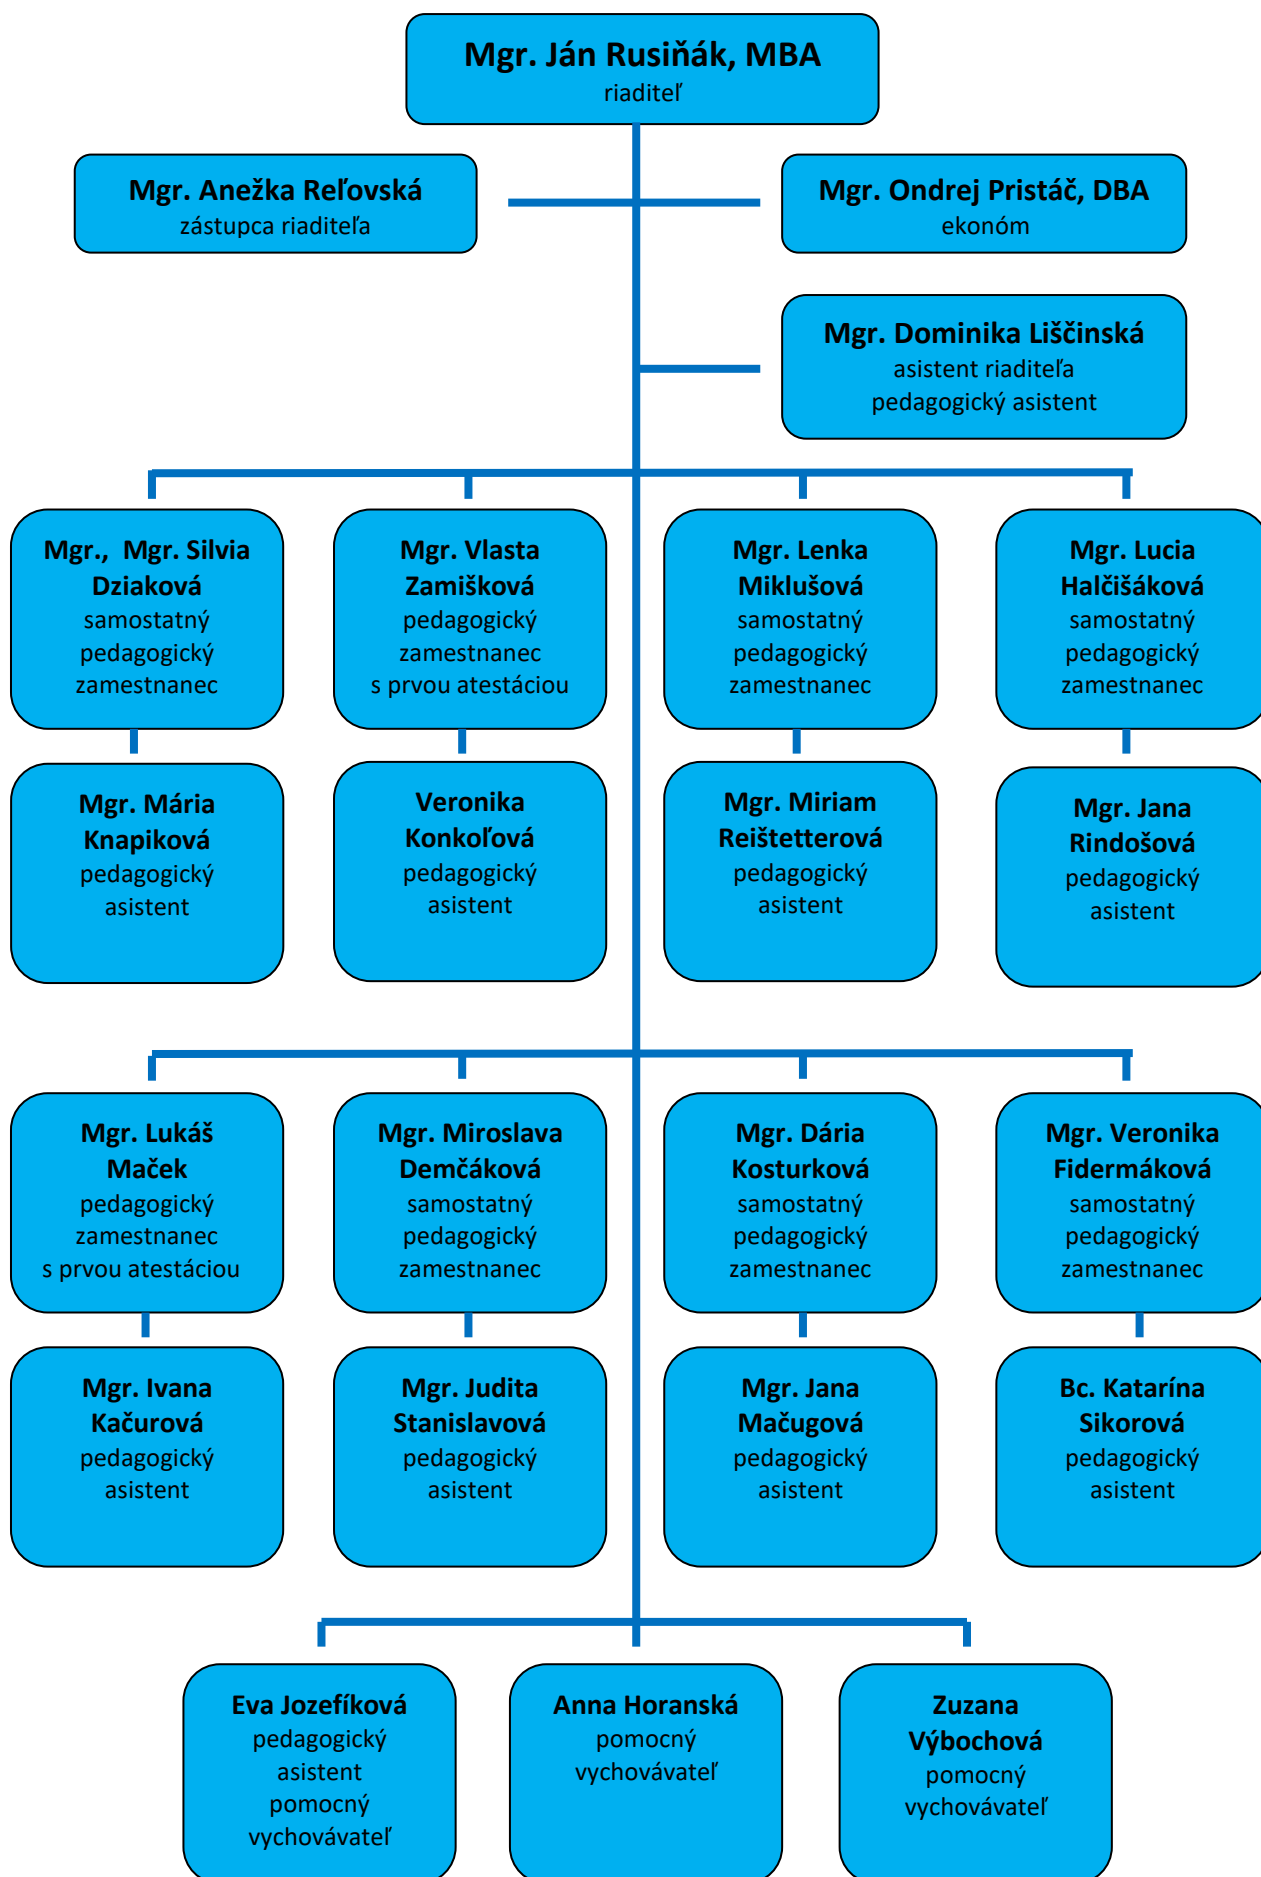 Mgr. Ján Rusiňák, MBA
riaditeľ
Mgr. Anežka Reľovská
zástupca riaditeľa
Mgr. Ondrej Pristáč, DBA
ekonóm
Mgr. Dominika Liščinská
asistent riaditeľa
pedagogický asistent
Mgr.,  Mgr. Silvia
Dziaková
samostatný
pedagogický
zamestnanec
Mgr. Vlasta
Zamišková
pedagogický
zamestnanec
s prvou atestáciou
Mgr. Lenka
Miklušová
samostatný
pedagogický
zamestnanec
Mgr. Lucia
Halčišáková
samostatný
pedagogický
zamestnanec
Mgr. Mária
Knapiková
pedagogický
asistent
Veronika
Konkoľová
pedagogický
asistent
Mgr. Miriam
Reištetterová
pedagogický
asistent
Mgr. Jana
Rindošová
pedagogický
asistent
Mgr. Lukáš
Maček
pedagogický
zamestnanec
s prvou atestáciou
Mgr. Miroslava
Demčáková
samostatný
pedagogický
zamestnanec
Mgr. Dária
Kosturková
samostatný
pedagogický
zamestnanec
Mgr. Veronika
Fidermáková
samostatný
pedagogický
zamestnanec
Mgr. Ivana
Kačurová
pedagogický
asistent
Mgr. Judita
Stanislavová
pedagogický
asistent
Mgr. Jana
Mačugová
pedagogický
asistent
Bc. Katarína
Sikorová
pedagogický
asistent
Eva Jozefíková
pedagogický
asistent
pomocný
vychovávateľ
Anna Horanská
pomocný
vychovávateľ
Zuzana
Výbochová
pomocný
vychovávateľ